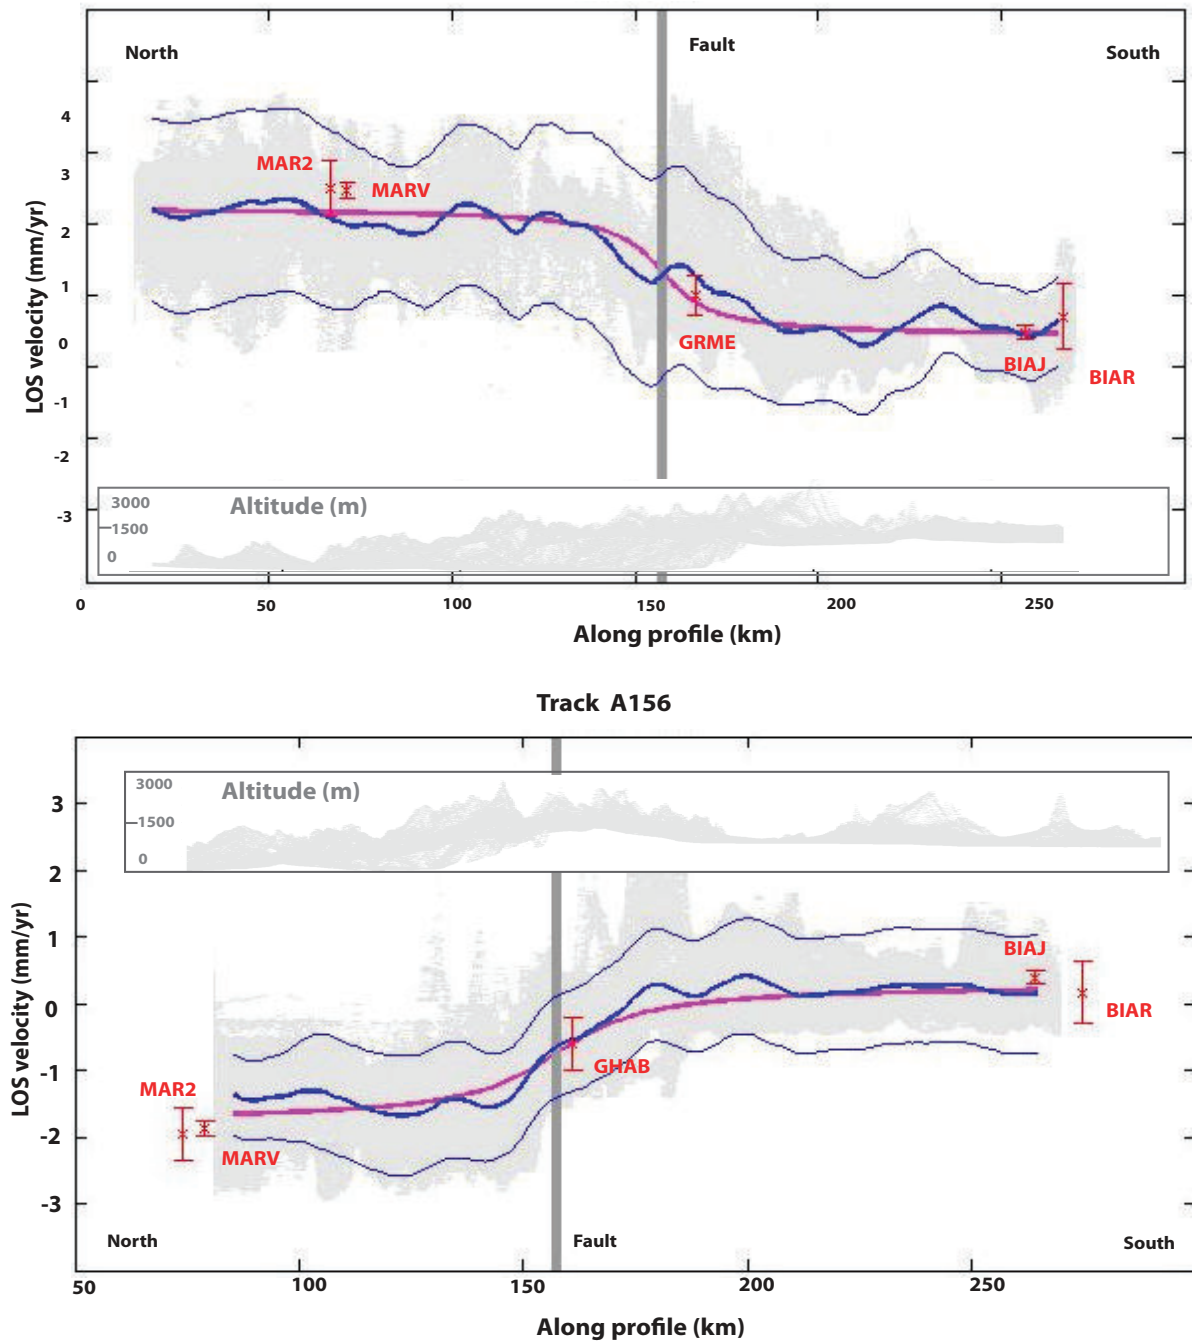 North
Fault
South
4
3
2
1
0
-1
-2
-3
LOS velocity (mm/yr)
MAR2
MARV
GRME
BIAJ
BIAR
Altitude (m)
3000
1500
0
0
50
100
150
200
250
Along profile (km)
Track A156
3
2
1
0
-1
-2
-3
LOS velocity (mm/yr)
Altitude (m)
3000
1500
0
BIAJ
BIAR
GHAB
MAR2
MARV
North
Fault
South
50
100
150
200
250
Along profile (km)